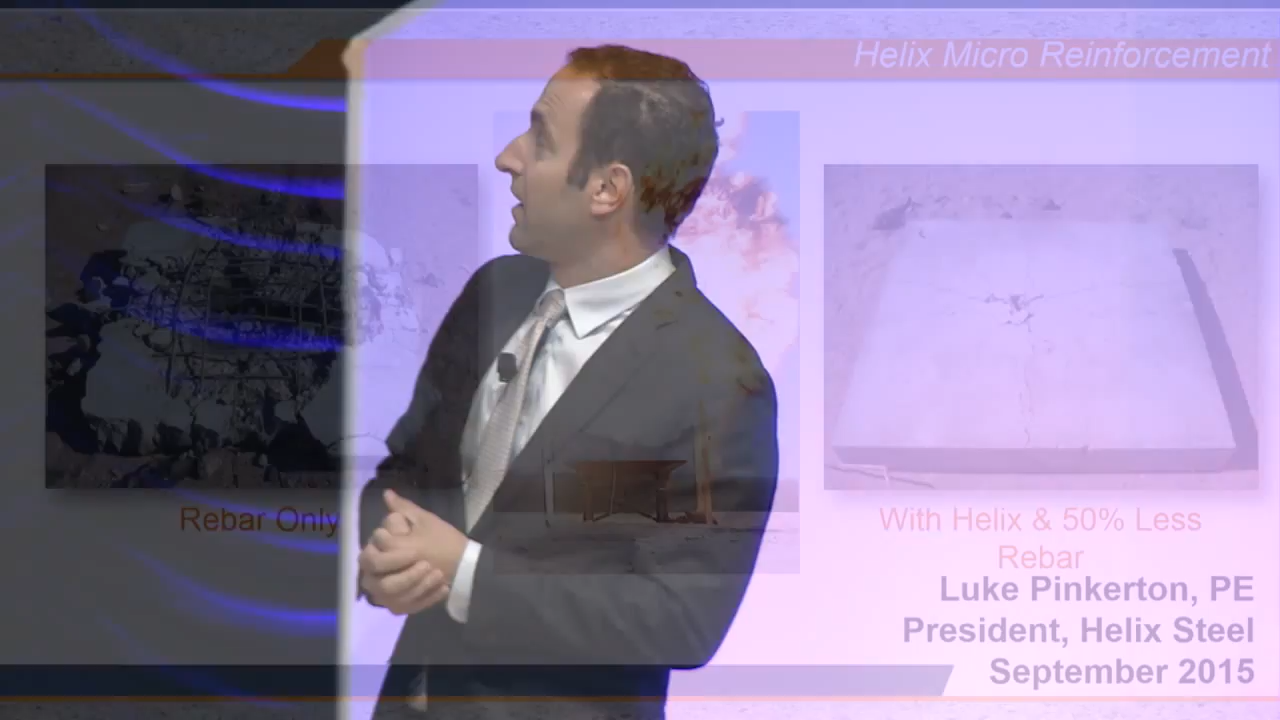 Helix Micro Reinforcement
Rebar Only
With Helix & 50% Less
Rebar
Luke Pinkerton, PE
President, Helix Steel
September 2015